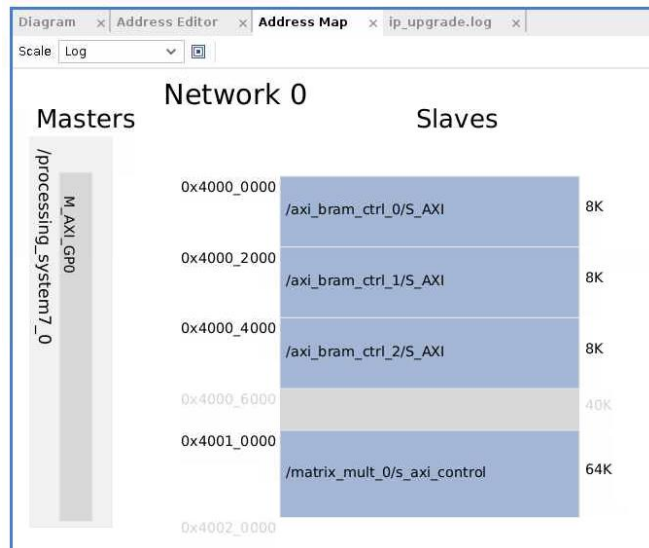 Diagram × Address Editor × Address Map × ip_upgrade.log ×
Scale Log
Network 0
Masters Slaves
/processing_system7_0
M_AXI_GP0
0x4000_0000 /axi_bram_ctrl_0/S_AXI 8K
0x4000_2000 /axi_bram_ctrl_1/S_AXI 8K
0x4000_4000 /axi_bram_ctrl_2/S_AXI 8K
0x4000_6000 40K
0x4001_0000 /matrix_mult_0/s_axi_control 64K
0x4002_0000